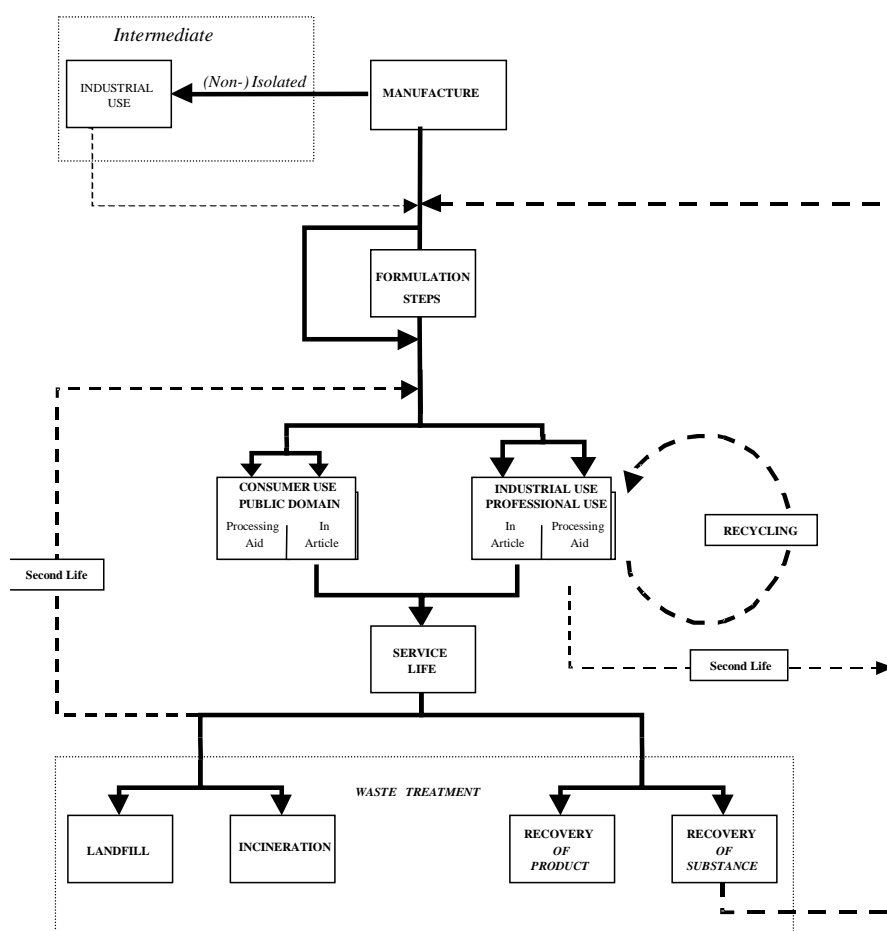 Intermediate
INDUSTRIAL
USE
(Non-) Isolated
MANUFACTURE
FORMULATION
STEPS
CONSUMER USE
PUBLIC DOMAIN
Processing
Aid
In
Article
INDUSTRIAL USE
PROFESSIONAL USE
In
Article
Processing
Aid
RECYCLING
Second Life
SERVICE
LIFE
Second Life
WASTE TREATMENT
LANDFILL
INCINERATION
RECOVERY
OF
PRODUCT
RECOVERY
OF
SUBSTANCE